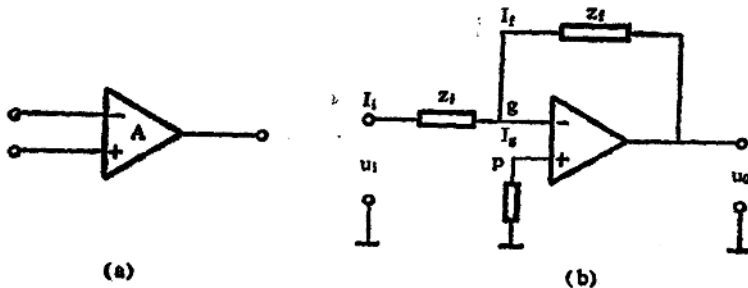 I_f z_f
− A +
I_i z_i g −
I_g
p +
u_i u_o
(a) (b)